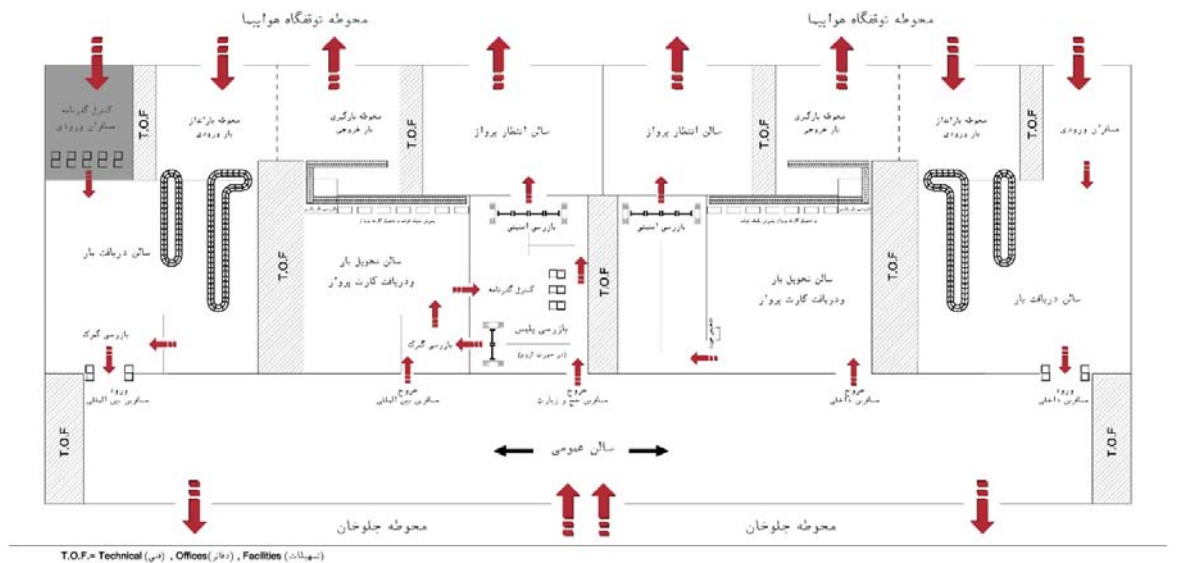 محوطه توقفگاه هواپیما
محوطه توقفگاه هواپیما
کنترل گذرنامه
مسافران ورودی
T.O.F
محوطه بارانداز
بار ورودی
محوطه بارگیری
بار خروجی
T.O.F
سالن انتظار پرواز
سالن انتظار پرواز
T.O.F
محوطه بارگیری
بار خروجی
محوطه بارانداز
بار ورودی
T.O.F
مسافران ورودی
بازرسی امنیتی
بازرسی امنیتی
سالن دریافت بار
T.O.F
سالن تحویل بار
ودریافت کارت پرواز
کنترل گذرنامه
T.O.F
سالن تحویل بار
ودریافت کارت پرواز
T.O.F
سالن دریافت بار
بازرسی گمرک
بازرسی گمرک
بازرسی پلیس
(در صورت لزوم)
ورود
مسافرین بین المللی
خروج
مسافرین بین المللی
خروج
مسافرین حج و زیارت
خروج
مسافرین داخلی
ورود
مسافرین داخلی
T.O.F
سالن عمومی
T.O.F
محوطه جلوخان
محوطه جلوخان
T.O.F.= Technical (فنی) , Offices(دفاتر) , Facilities (تسهیلات)